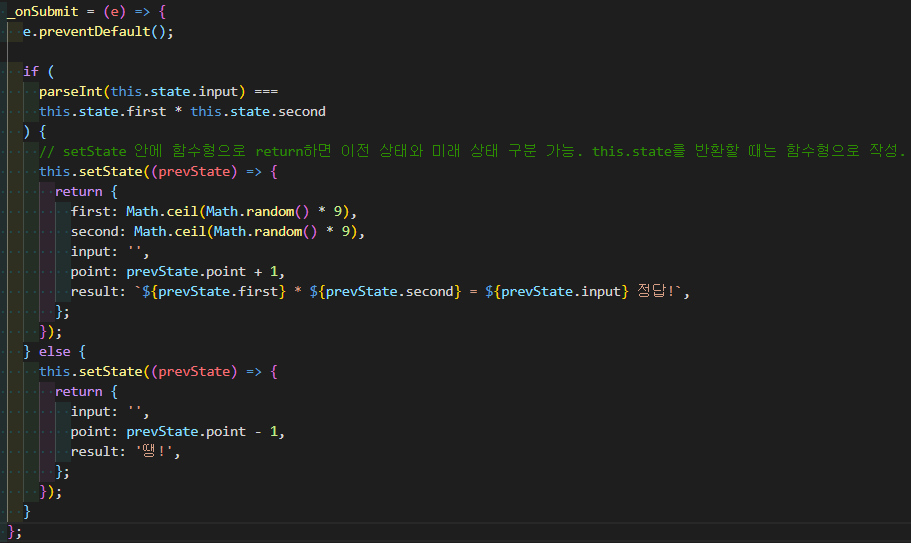 _onSubmit = (e) => {
  e.preventDefault();

  if (
    parseInt(this.state.input) ===
    this.state.first * this.state.second
  ) {
    // setState 안에 함수형으로 return하면 이전 상태와 미래 상태 구분 가능. this.state를 반환할 때는 함수형으로 작성.
    this.setState((prevState) => {
      return {
        first: Math.ceil(Math.random() * 9),
        second: Math.ceil(Math.random() * 9),
        input: '',
        point: prevState.point + 1,
        result: `${prevState.first} * ${prevState.second} = ${prevState.input} 정답!`,
      };
    });
  } else {
    this.setState((prevState) => {
      return {
        input: '',
        point: prevState.point - 1,
        result: '땡!',
      };
    });
  }
};